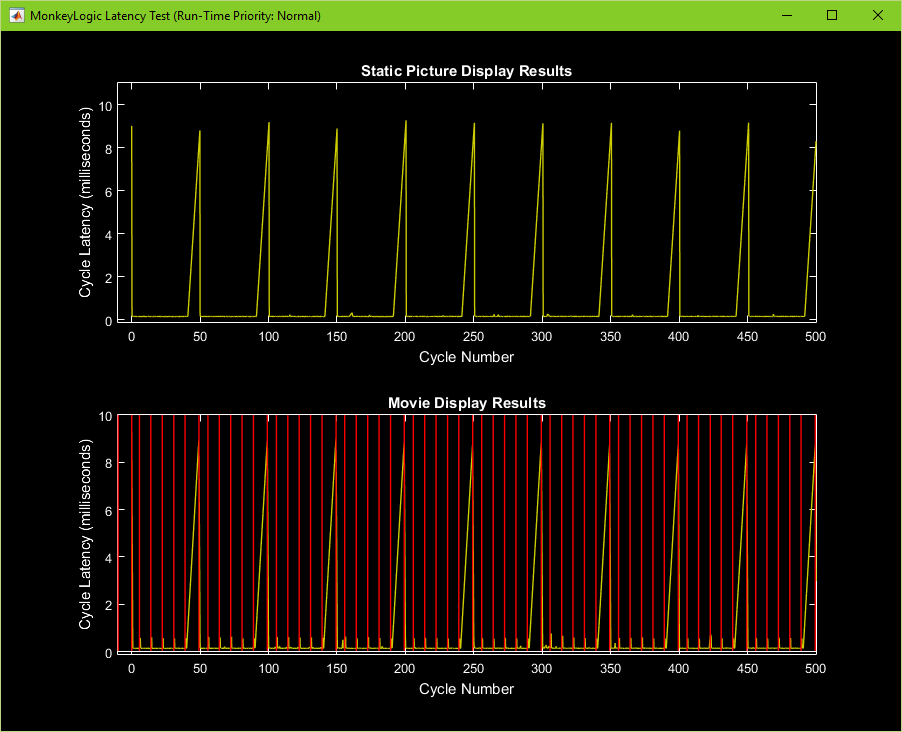 MonkeyLogic Latency Test (Run-Time Priority: Normal)
Static Picture Display Results
Cycle Latency (milliseconds)
10
8
6
4
2
0
0 50 100 150 200 250 300 350 400 450 500
Cycle Number
Movie Display Results
Cycle Latency (milliseconds)
10
8
6
4
2
0
0 50 100 150 200 250 300 350 400 450 500
Cycle Number